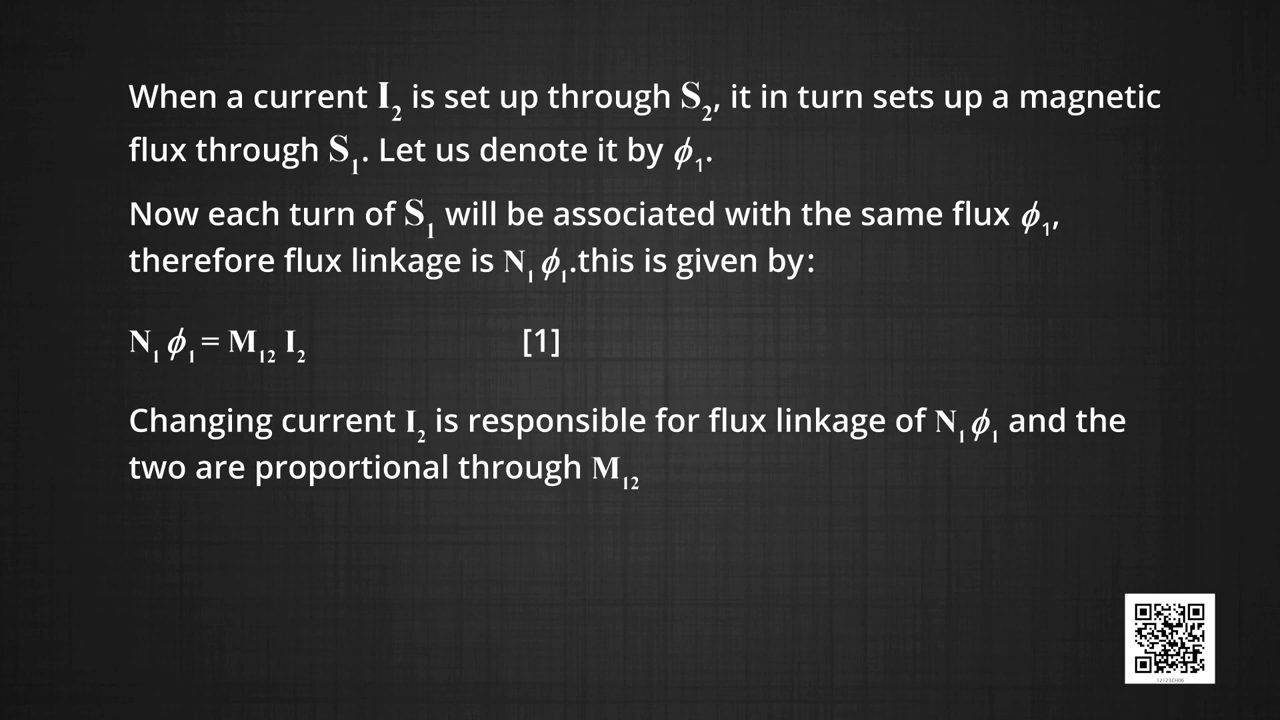 When a current I₂ is set up through S₂, it in turn sets up a magnetic
flux through S₁. Let us denote it by ϕ₁.
Now each turn of S₁ will be associated with the same flux ϕ₁,
therefore flux linkage is N₁ ϕ₁.this is given by:
N₁ ϕ₁ = M₁₂ I₂ [1]
Changing current I₂ is responsible for flux linkage of N₁ ϕ₁ and the
two are proportional through M₁₂
12123CH06